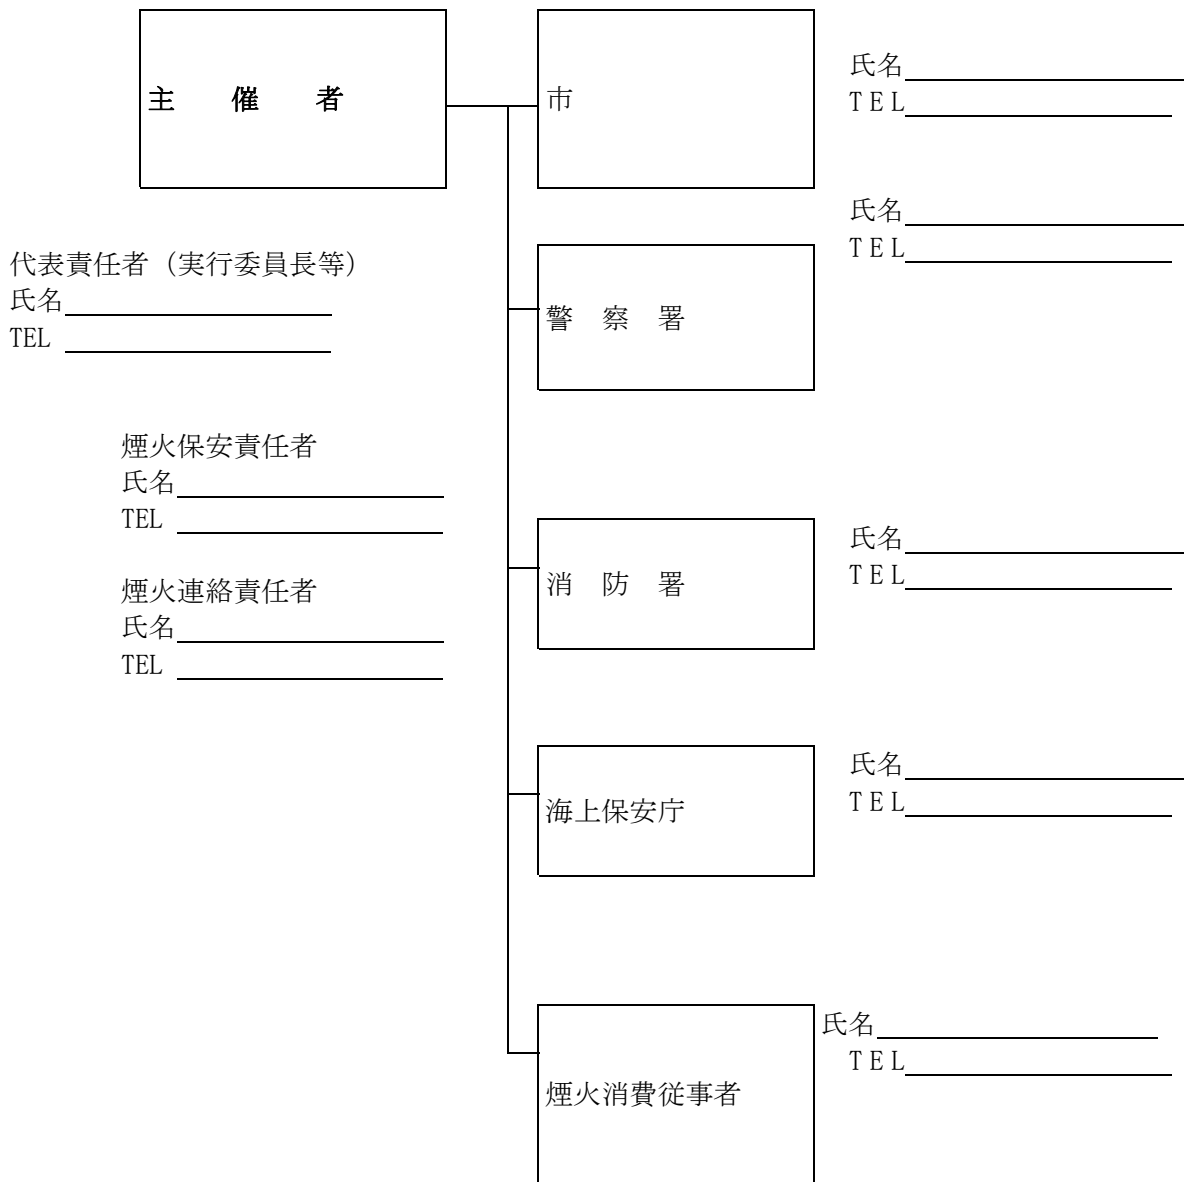 主　催　者
代表責任者（実行委員長等）
氏名
TEL
煙火保安責任者
氏名
TEL
煙火連絡責任者
氏名
TEL
市
氏名
ＴＥＬ
警　察　署
氏名
ＴＥＬ
消　防　署
氏名
ＴＥＬ
海上保安庁
氏名
ＴＥＬ
煙火消費従事者
氏名
ＴＥＬ